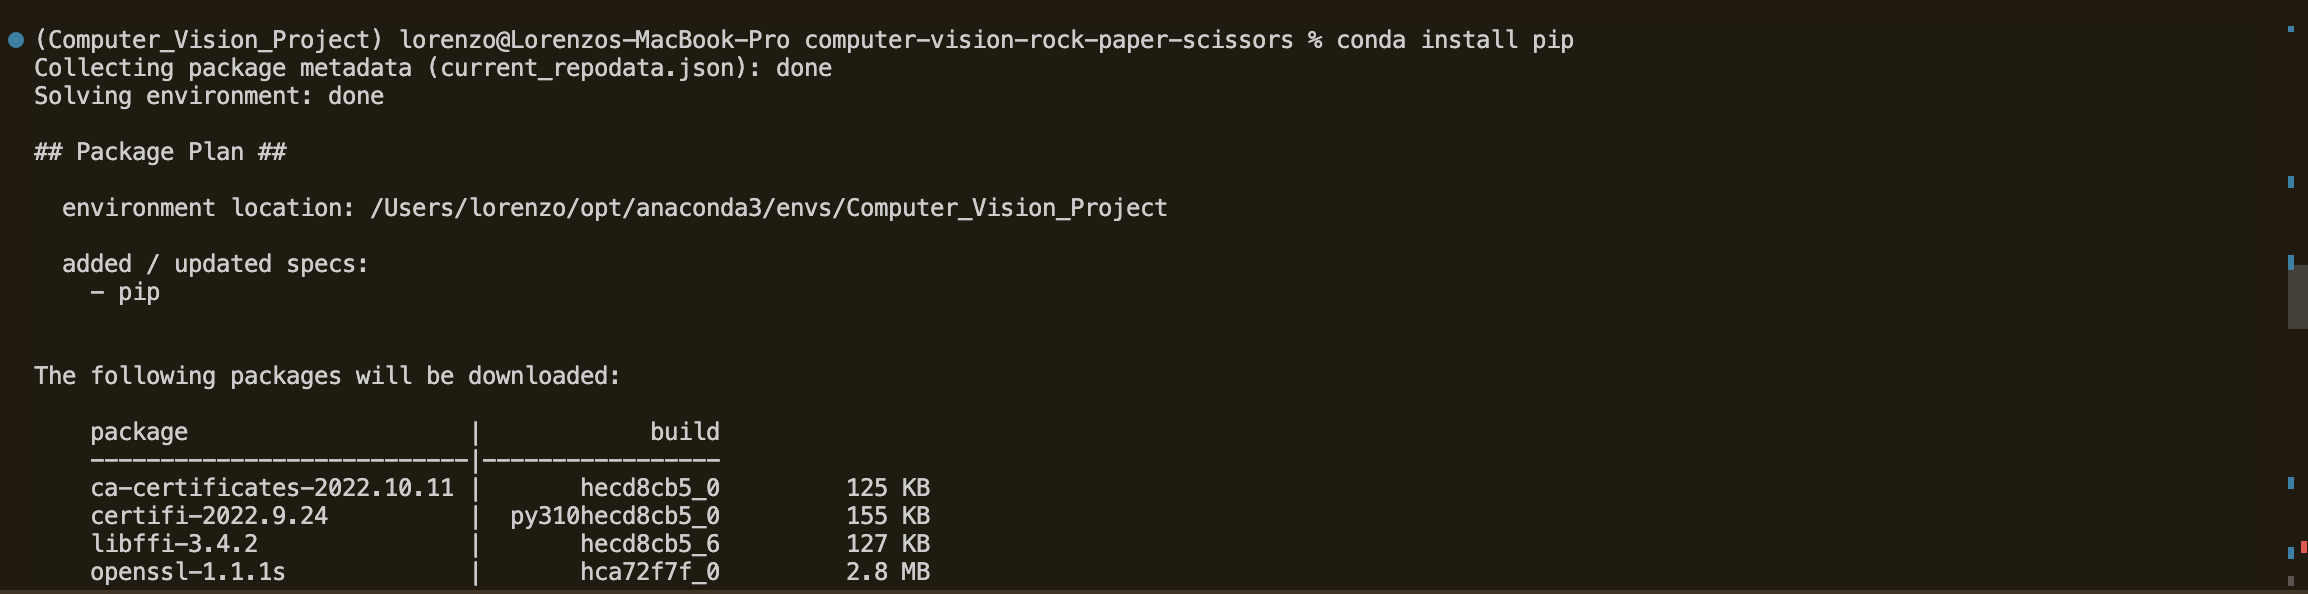 (Computer_Vision_Project) lorenzo@Lorenzos-MacBook-Pro computer-vision-rock-paper-scissors % conda install pip
Collecting package metadata (current_repodata.json): done
Solving environment: done
## Package Plan ##
environment location: /Users/lorenzo/opt/anaconda3/envs/Computer_Vision_Project
added / updated specs:
- pip
The following packages will be downloaded:
package | build
---------------------------|-----------------
ca-certificates-2022.10.11 | hecd8cb5_0 125 KB
certifi-2022.9.24 | py310hecd8cb5_0 155 KB
libffi-3.4.2 | hecd8cb5_6 127 KB
openssl-1.1.1s | hca72f7f_0 2.8 MB